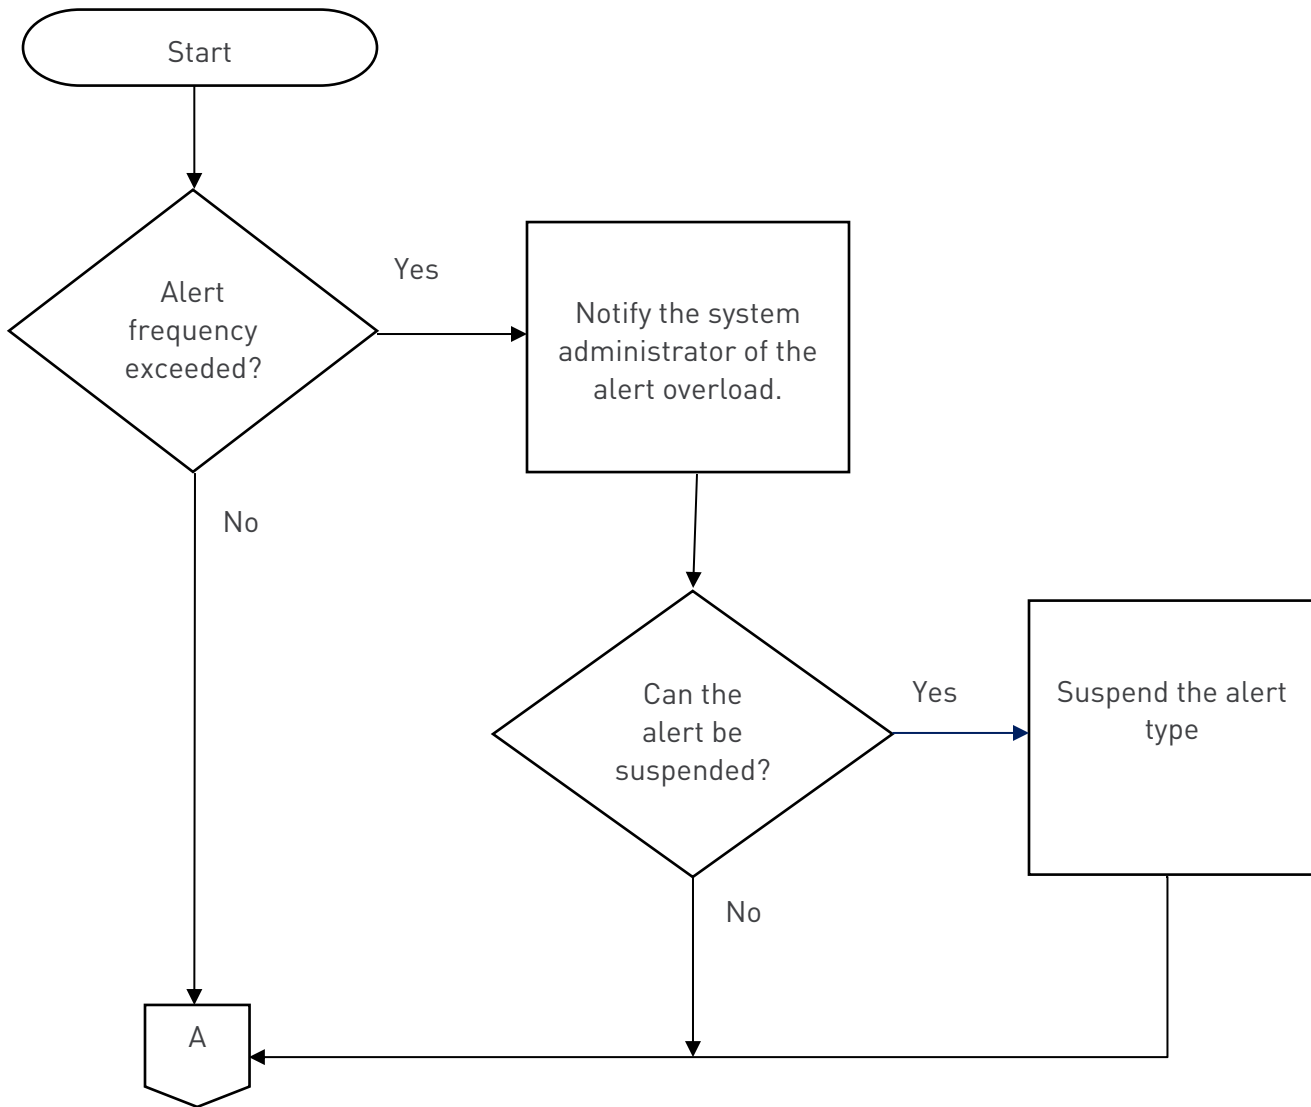 Start
Alert
frequency
exceeded?
Yes
Notify the system
administrator of the
alert overload.
No
Can the
alert be
suspended?
Yes
Suspend the alert
type
No
A